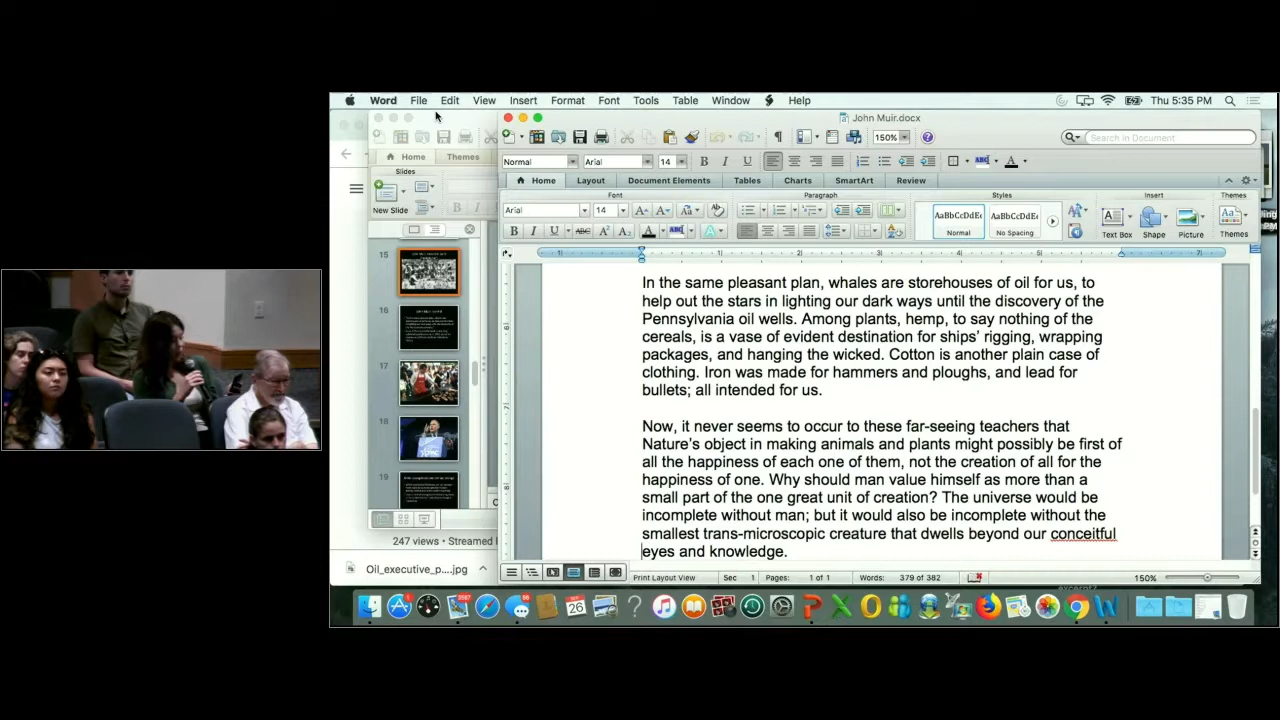 Word File Edit View Insert Format Font Tools Table Window Help Thu 5:35 PM
John Muir.docx
150% Search in Document
Home Themes
Normal Arial 14 B I U
Slides
Home Layout Document Elements Tables Charts SmartArt Review
Font Paragraph Styles Insert Themes
New Slide
Arial 14
AaBbCcDdEe AaBbCcDdEe
Normal No Spacing Text Box Shape Picture Themes
B I U ABC
15
16
17
18
19
In the same pleasant plan, whales are storehouses of oil for us, to
help out the stars in lighting our dark ways until the discovery of the
Pennsylvania oil wells. Among plants, hemp, to say nothing of the
cereals, is a vase of evident destination for ships' rigging, wrapping
packages, and hanging the wicked. Cotton is another plain case of
clothing. Iron was made for hammers and ploughs, and lead for
bullets; all intended for us.
Now, it never seems to occur to these far-seeing teachers that
Nature's object in making animals and plants might possibly be first of
all the happiness of each one of them, not the creation of all for the
happiness of one. Why should man value himself as more than a
small part of the one great unit of creation? The universe would be
incomplete without man; but it would also be incomplete without the
smallest trans-microscopic creature that dwells beyond our conceitful
eyes and knowledge.
247 views • Streamed l
Oil_executive_p....jpg
Print Layout View Sec 1 Pages: 1 of 1 Words: 379 of 382 150%
26